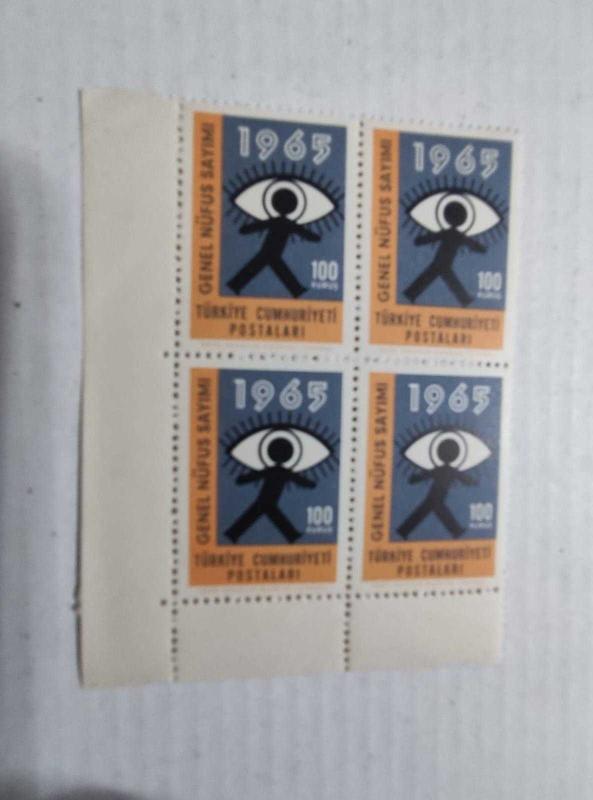 1965
GENEL NÜFUS SAYIMI
100
KURUŞ
TÜRKİYE CUMHURİYETİ
POSTALARI
1965
GENEL NÜFUS SAYIMI
100
KURUŞ
TÜRKİYE CUMHURİYETİ
POSTALARI
1965
GENEL NÜFUS SAYIMI
100
KURUŞ
TÜRKİYE CUMHURİYETİ
POSTALARI
1965
GENEL NÜFUS SAYIMI
100
KURUŞ
TÜRKİYE CUMHURİYETİ
POSTALARI